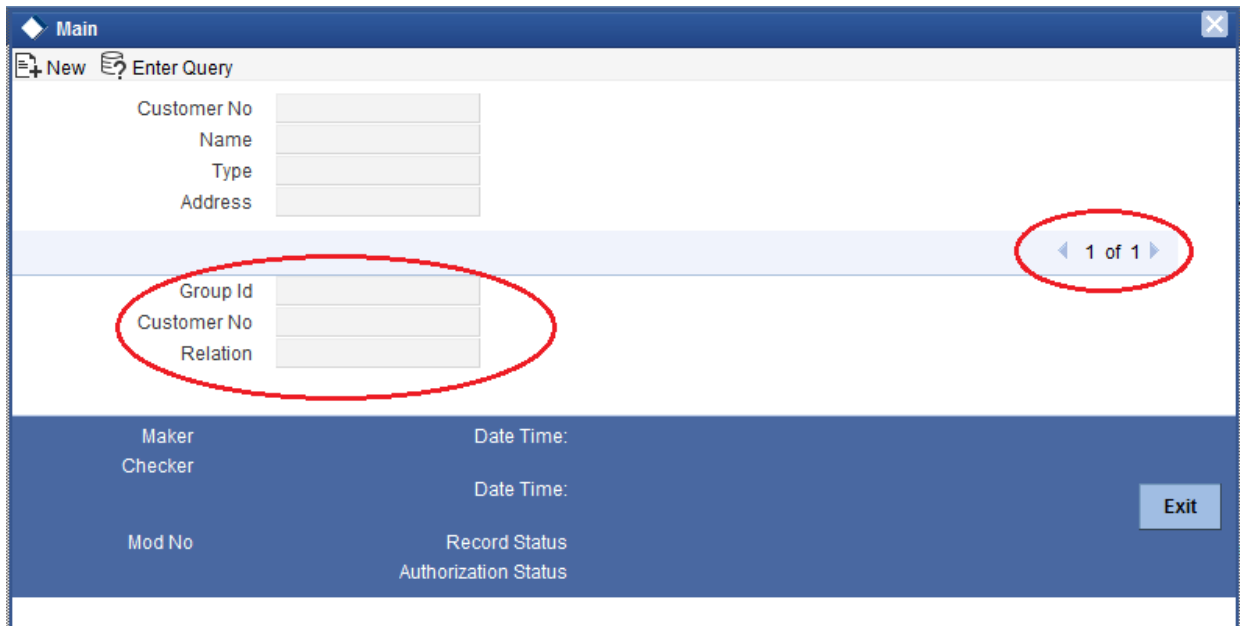 Main
New Enter Query
Customer No
Name
Type
Address
1 of 1
Group Id
Customer No
Relation
Maker Date Time:
Checker
Date Time:
Exit
Mod No Record Status
Authorization Status